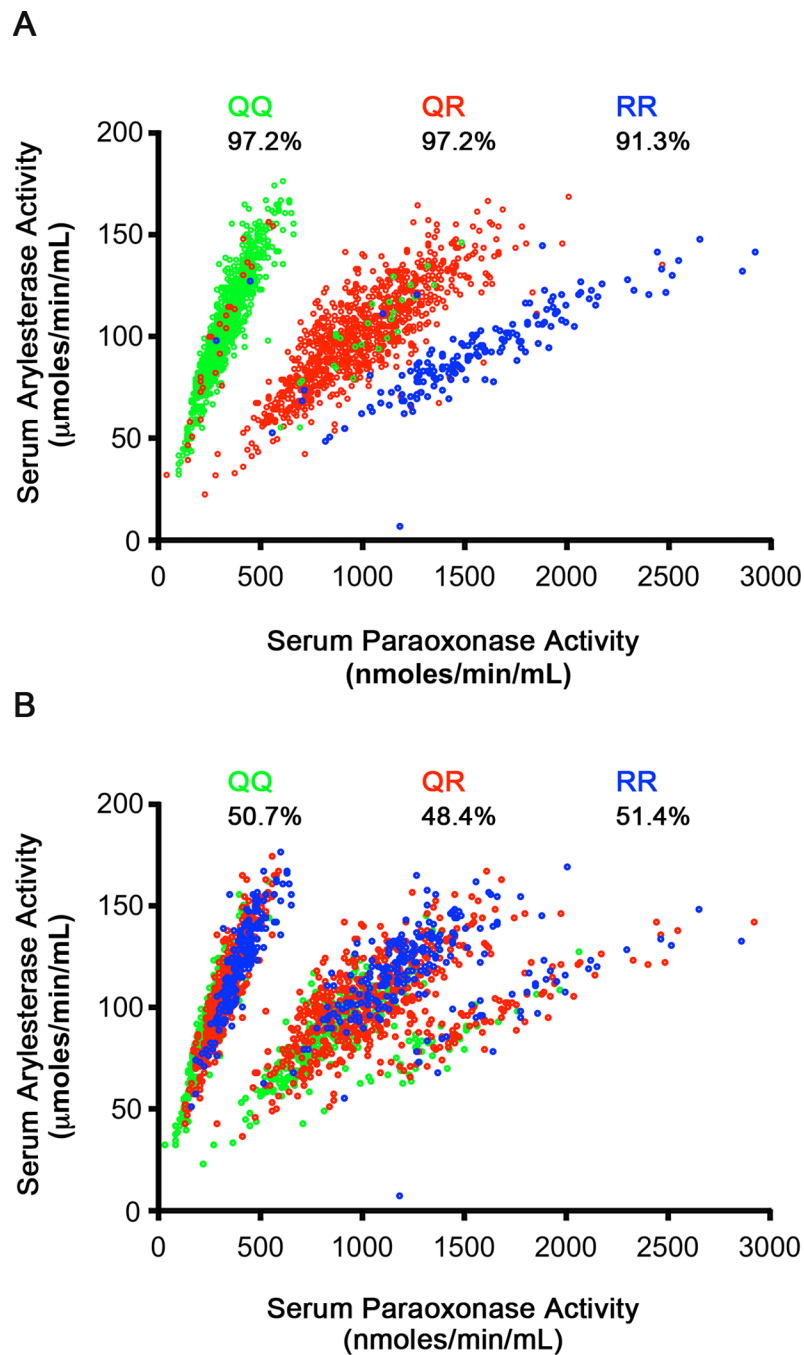 A
QQ QR RR
97.2% 97.2% 91.3%
200
150
100
50
0
Serum Arylesterase Activity
(μmoles/min/mL)
0 500 1000 1500 2000 2500 3000
Serum Paraoxonase Activity
(nmoles/min/mL)
B
QQ QR RR
50.7% 48.4% 51.4%
200
150
100
50
0
Serum Arylesterase Activity
(μmoles/min/mL)
0 500 1000 1500 2000 2500 3000
Serum Paraoxonase Activity
(nmoles/min/mL)